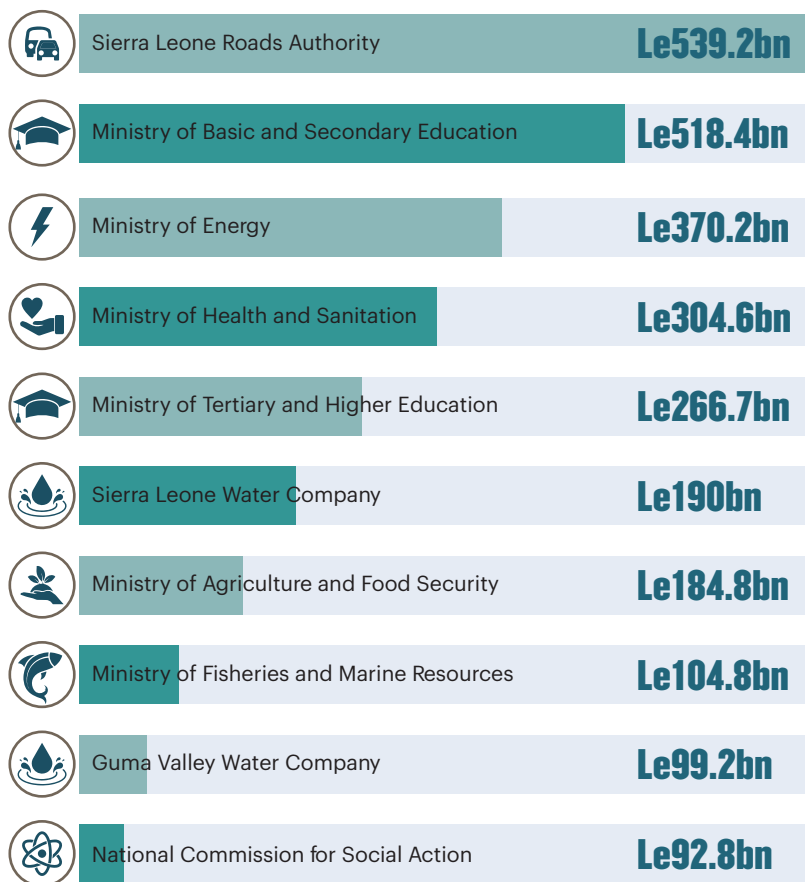 Sierra Leone Roads Authority Le539.2bn
Ministry of Basic and Secondary Education Le518.4bn
Ministry of Energy Le370.2bn
Ministry of Health and Sanitation Le304.6bn
Ministry of Tertiary and Higher Education Le266.7bn
Sierra Leone Water Company Le190bn
Ministry of Agriculture and Food Security Le184.8bn
Ministry of Fisheries and Marine Resources Le104.8bn
Guma Valley Water Company Le99.2bn
National Commission for Social Action Le92.8bn